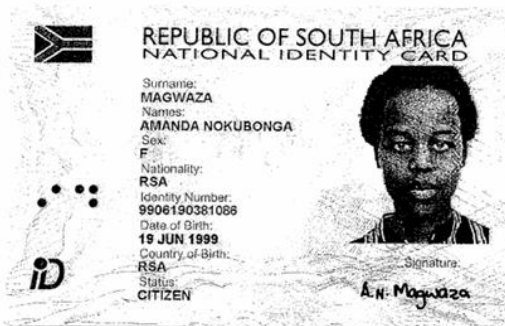 REPUBLIC OF SOUTH AFRICA
NATIONAL IDENTITY CARD
Surname:
MAGWAZA
Names:
AMANDA NOKUBONGA
Sex:
F
Nationality:
RSA
Identity Number:
9906190381086
Date of Birth:
19 JUN 1999
Country of Birth:
RSA
Status:
CITIZEN
Signature:
A.N. Magwaza
iD